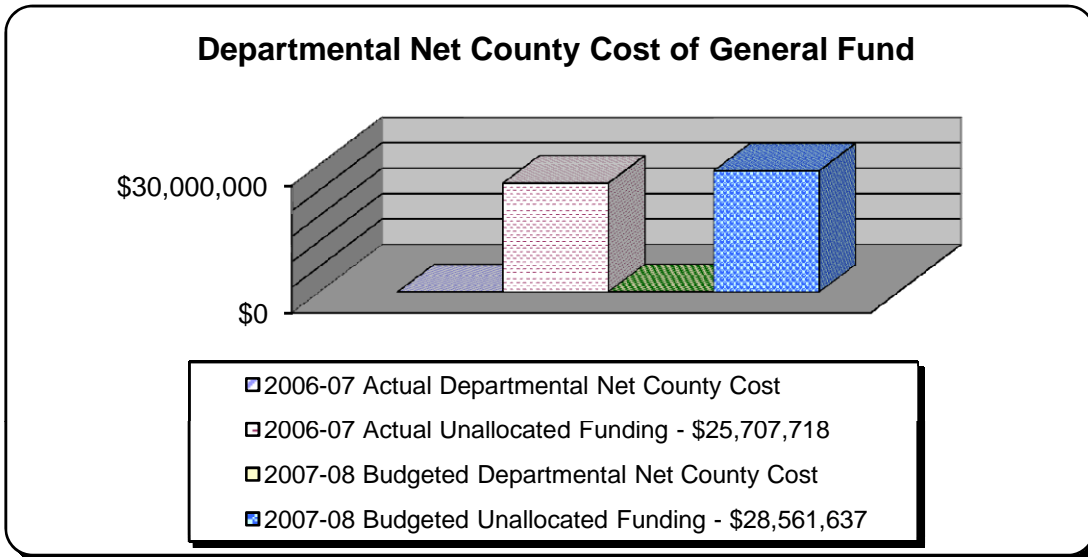 Departmental Net County Cost of General Fund
$30,000,000
$0
2006-07 Actual Departmental Net County Cost
2006-07 Actual Unallocated Funding - $25,707,718
2007-08 Budgeted Departmental Net County Cost
2007-08 Budgeted Unallocated Funding - $28,561,637